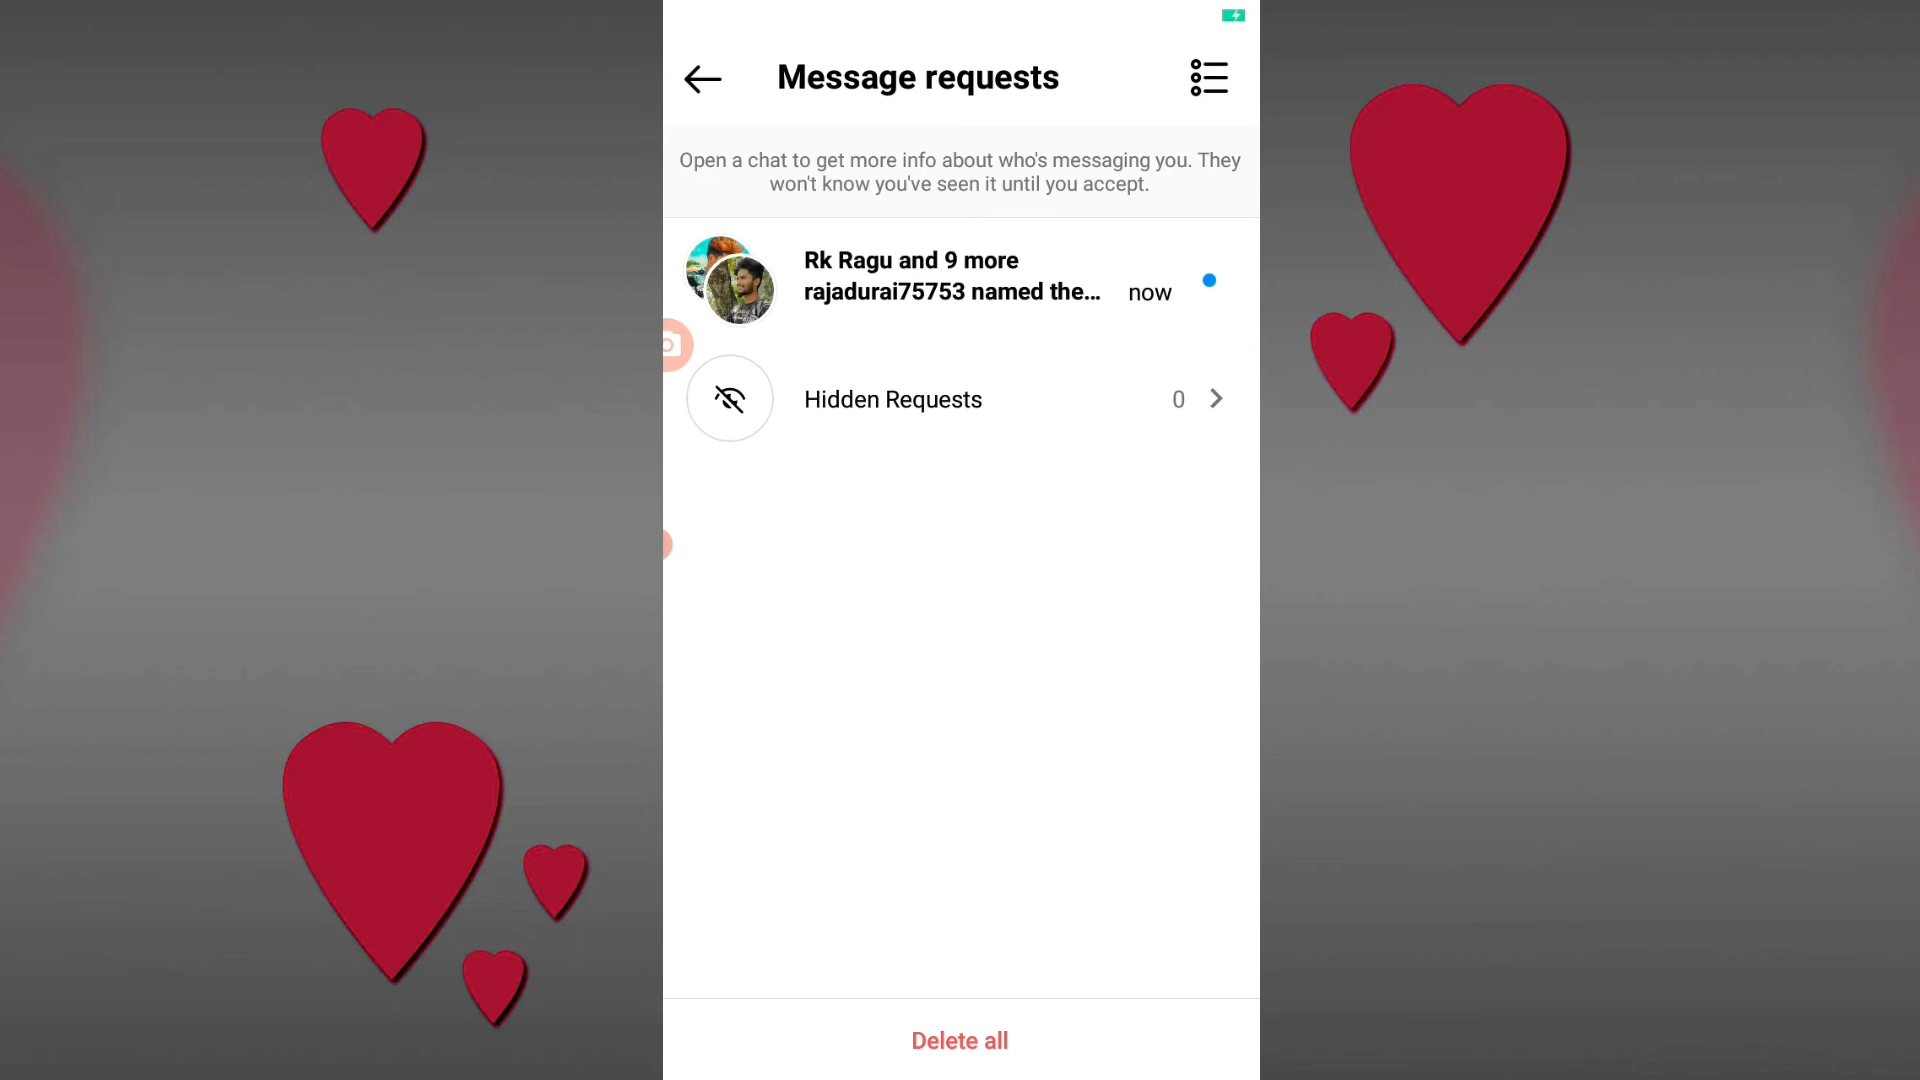 Message requests
Open a chat to get more info about who's messaging you. They
won't know you've seen it until you accept.
Rk Ragu and 9 more
rajadurai75753 named the... now
Hidden Requests 0
Delete all